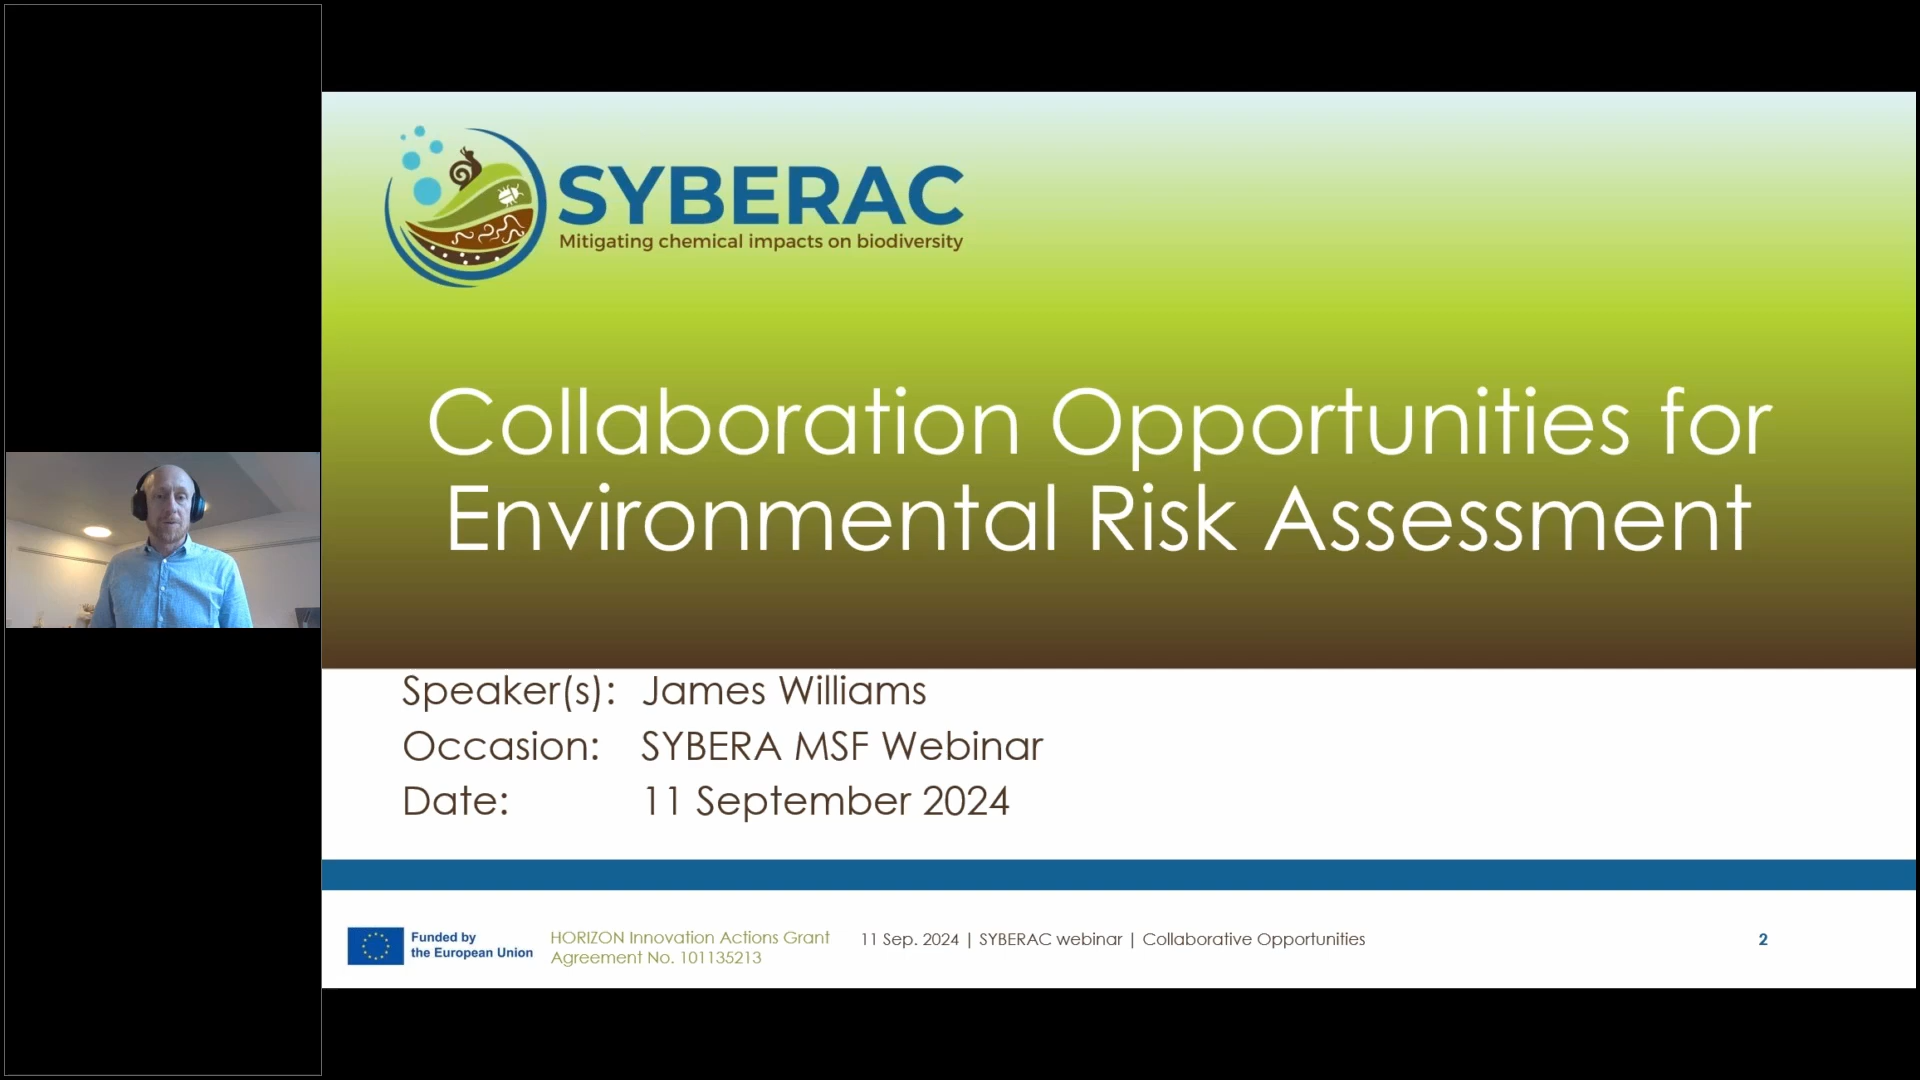 SYBERAC
Mitigating chemical impacts on biodiversity
Collaboration Opportunities for
Environmental Risk Assessment
Speaker(s): James Williams
Occasion: SYBERA MSF Webinar
Date: 11 September 2024
Funded by
the European Union
HORIZON Innovation Actions Grant
Agreement No. 101135213
11 Sep. 2024 | SYBERAC webinar | Collaborative Opportunities
2